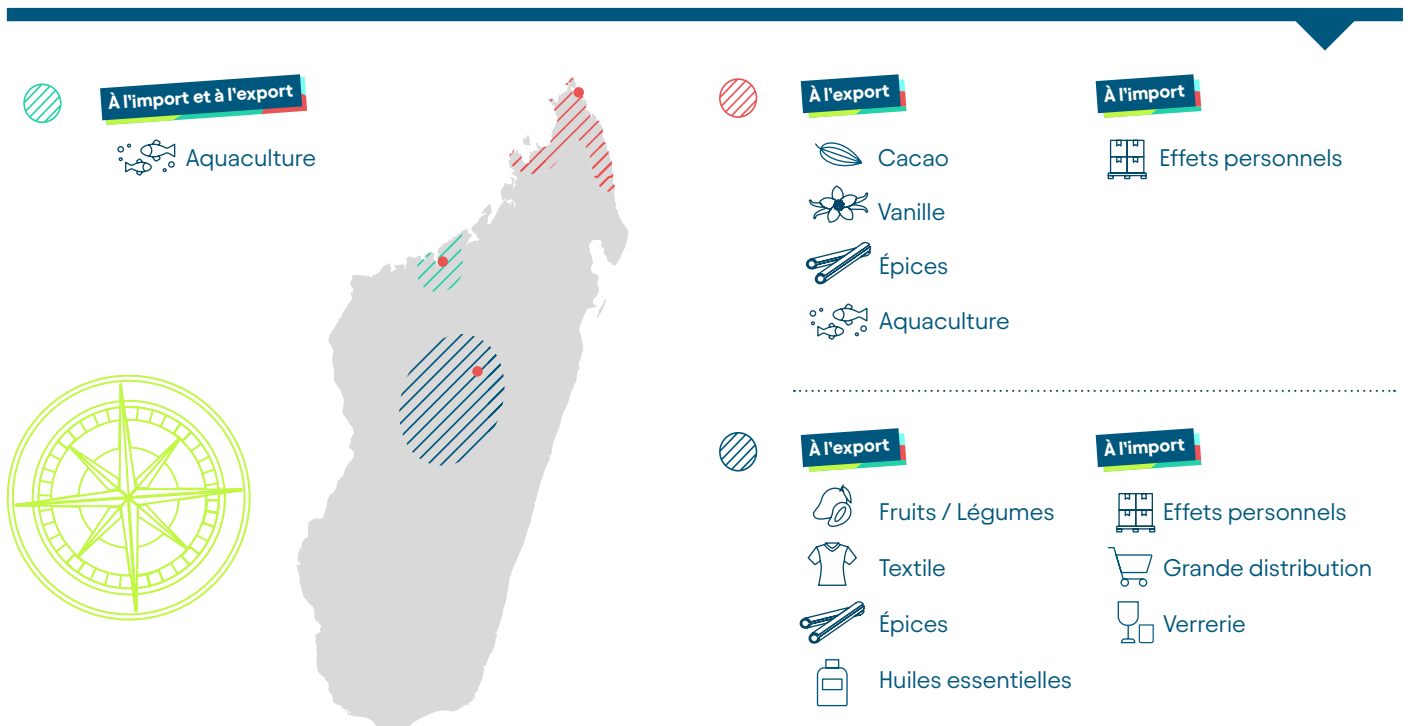 À l'import et à l'export
Aquaculture
À l'export
Cacao
Vanille
Épices
Aquaculture
À l'import
Effets personnels
À l'export
Fruits / Légumes
Textile
Épices
Huiles essentielles
À l'import
Effets personnels
Grande distribution
Verrerie